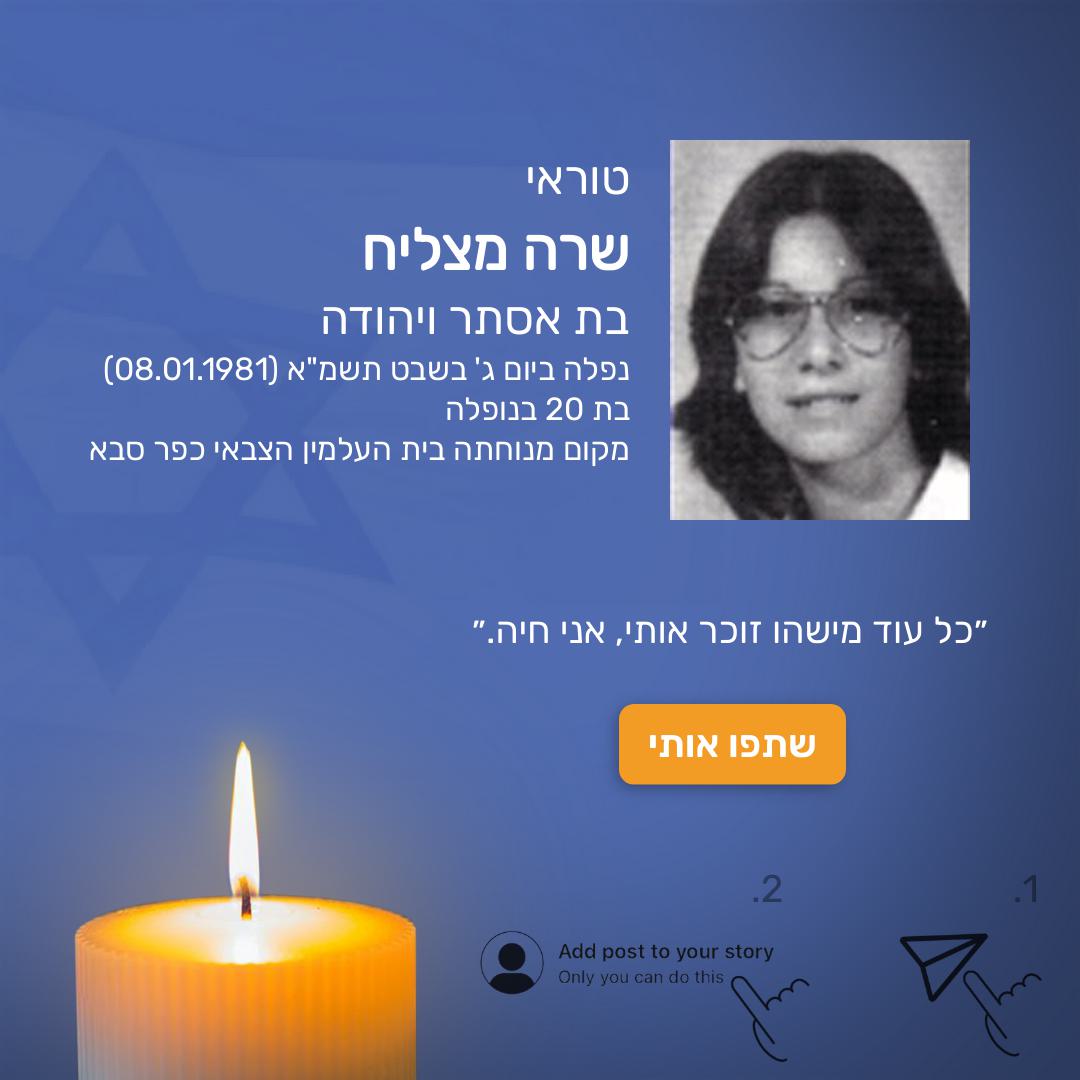 טוראי
שרה מצליח
בת אסתר ויהודה
נפלה ביום ג' בשבט תשמ"א (08.01.1981)
בת 20 בנופלה
מקום מנוחתה בית העלמין הצבאי כפר סבא
״כל עוד מישהו זוכר אותי, אני חיה.״
שתפו אותי
.1
.2
Add post to your story
Only you can do this